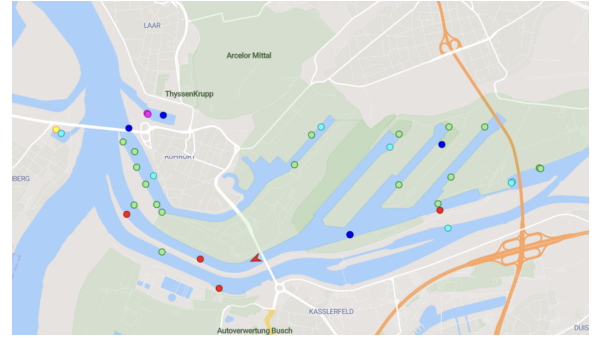 LAAR
Arcelor Mittal
ThyssenKrupp
RUHRORT
BERG
KASSLERFELD
DUIS
Autoverwertung Busch